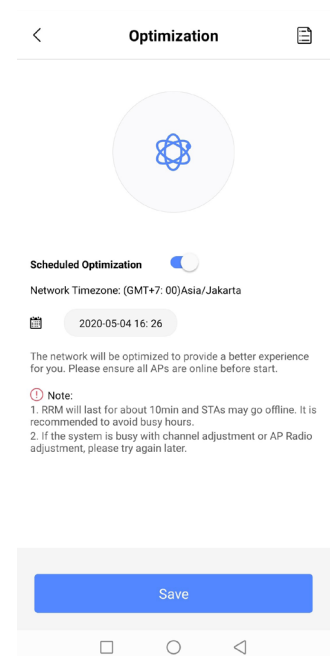 Optimization
Scheduled Optimization
Network Timezone: (GMT+7: 00)Asia/Jakarta
2020-05-04 16: 26
The network will be optimized to provide a better experience
for you. Please ensure all APs are online before start.
Note:
1. RRM will last for about 10min and STAs may go offline. It is
recommended to avoid busy hours.
2. If the system is busy with channel adjustment or AP Radio
adjustment, please try again later.
Save